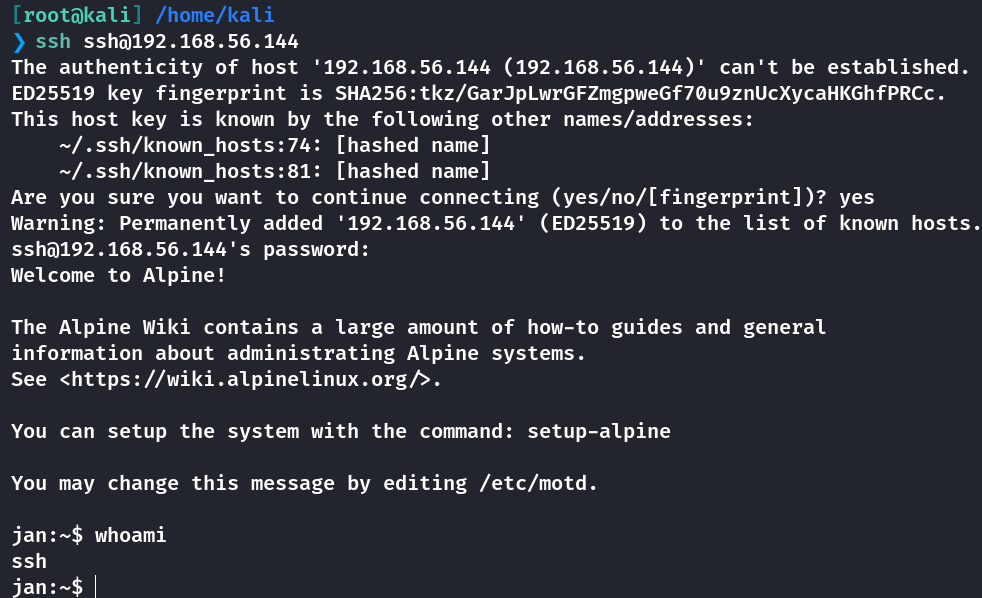 [root@kali] /home/kali
❯ ssh ssh@192.168.56.144
The authenticity of host '192.168.56.144 (192.168.56.144)' can't be established.
ED25519 key fingerprint is SHA256:tkz/GarJpLwrGFZmgpweGf70u9znUcXycaHKGhfPRCc.
This host key is known by the following other names/addresses:
    ~/.ssh/known_hosts:74: [hashed name]
    ~/.ssh/known_hosts:81: [hashed name]
Are you sure you want to continue connecting (yes/no/[fingerprint])? yes
Warning: Permanently added '192.168.56.144' (ED25519) to the list of known hosts.
ssh@192.168.56.144's password:
Welcome to Alpine!

The Alpine Wiki contains a large amount of how-to guides and general
information about administrating Alpine systems.
See <https://wiki.alpinelinux.org/>.

You can setup the system with the command: setup-alpine

You may change this message by editing /etc/motd.

jan:~$ whoami
ssh
jan:~$